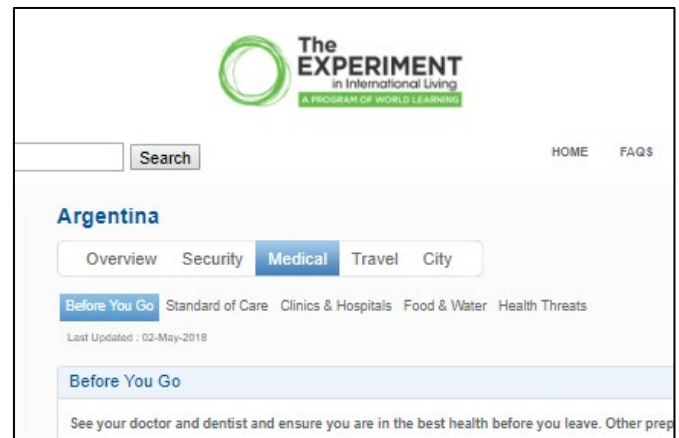 The
EXPERIMENT
in International Living
A PROGRAM OF WORLD LEARNING
Search HOME FAQS
Argentina
Overview Security Medical Travel City
Before You Go Standard of Care Clinics & Hospitals Food & Water Health Threats
Last Updated : 02-May-2018
Before You Go
See your doctor and dentist and ensure you are in the best health before you leave. Other prep